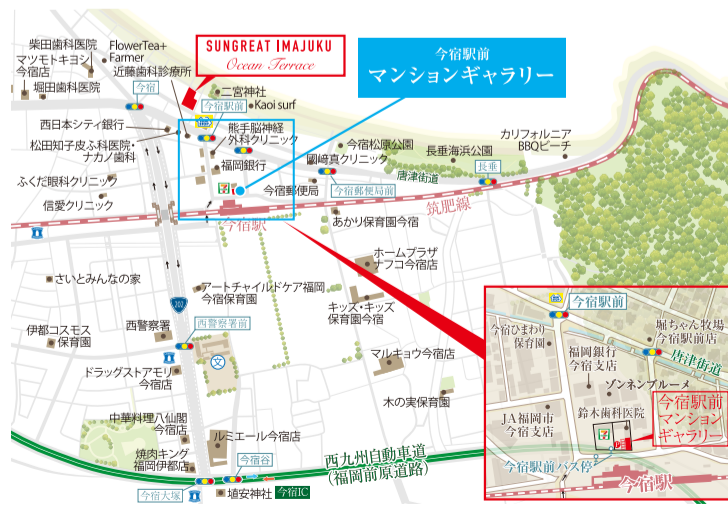 柴田歯科医院
マツモトキヨシ
今宿店
堀田歯科医院
FlowerTea+
Farmer
近藤歯科診療所
今宿
SUNGREAT IMAJUKU
Ocean Terrace
今宿駅前
マンションギャラリー
二宮神社
Kaoi surf
今宿駅前
西日本シティ銀行
松田知子皮ふ科医院・
ナカノ歯科
熊手脳神経
外科クリニック
福岡銀行
ふくだ眼科クリニック
信愛クリニック
今宿松原公園
國﨑真クリニック
今宿郵便局
今宿郵便局前
長垂海浜公園
カリフォルニア
BBQビーチ
長垂
唐津街道
筑肥線
今宿駅
あかり保育園今宿
ホームプラザ
ナフコ今宿店
さいとみんなの家
アートチャイルドケア福岡
今宿保育園
202
キッズ・キッズ
保育園今宿
伊都コスモス
保育園
西警察署
西警察署前
文
マルキョウ今宿店
ドラッグストアモリ
今宿店
木の実保育園
中華料理八仙閣
今宿店
焼肉キング
福岡伊都店
ルミエール今宿店
今宿大塚
今宿谷
埴安神社
今宿IC
西九州自動車道
(福岡前原道路)
今宿駅前
今宿ひまわり
保育園
堀ちゃん牧場
今宿駅前店
唐津街道
福岡銀行
今宿支店
ゾンネンブルーメ
JA福岡市
今宿支店
鈴木歯科医院
今宿駅前
マンション
ギャラリー
今宿駅前バス停
今宿駅